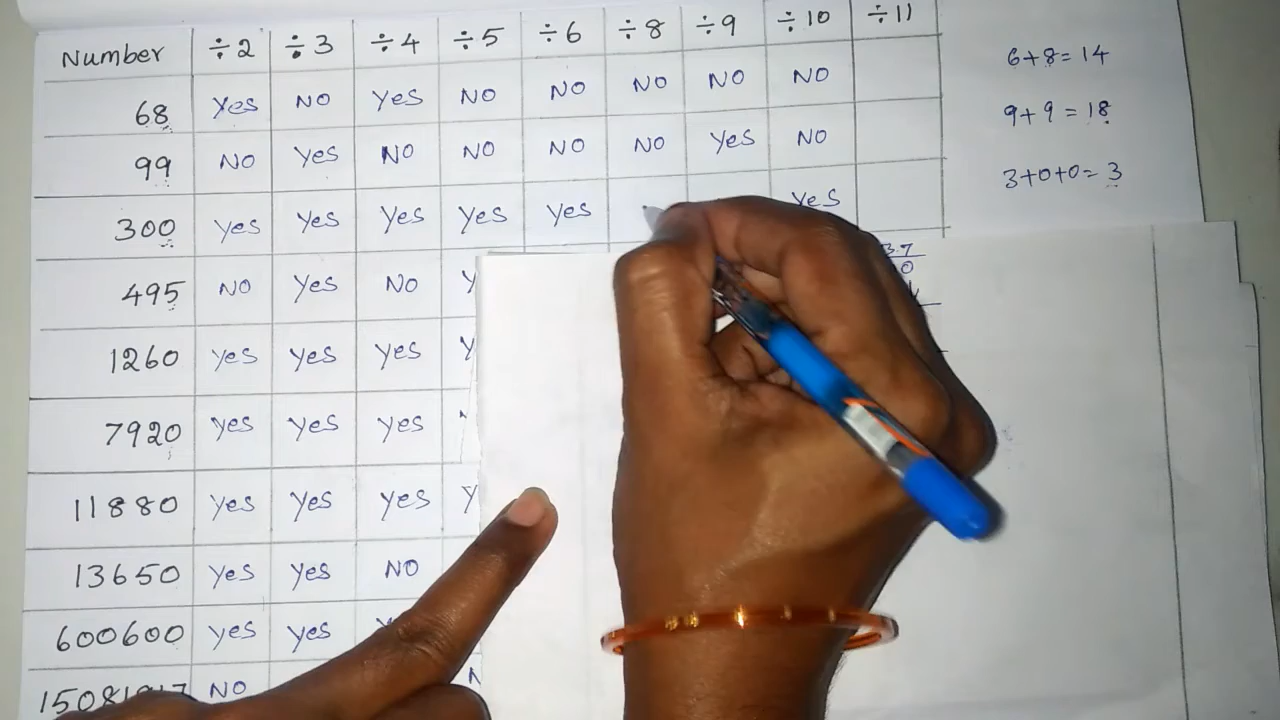 Number ÷2 ÷3 ÷4 ÷5 ÷6 ÷8 ÷9 ÷10 ÷11
68 Yes NO Yes NO NO NO NO NO
99 NO Yes NO NO NO NO Yes NO
300 Yes Yes Yes Yes Yes Yes
495 NO Yes NO
1260 Yes Yes Yes
7920 Yes Yes Yes
11880 Yes Yes Yes
13650 Yes Yes NO
600600 Yes Yes
NO
6+8=14
9+9=18
3+0+0=3